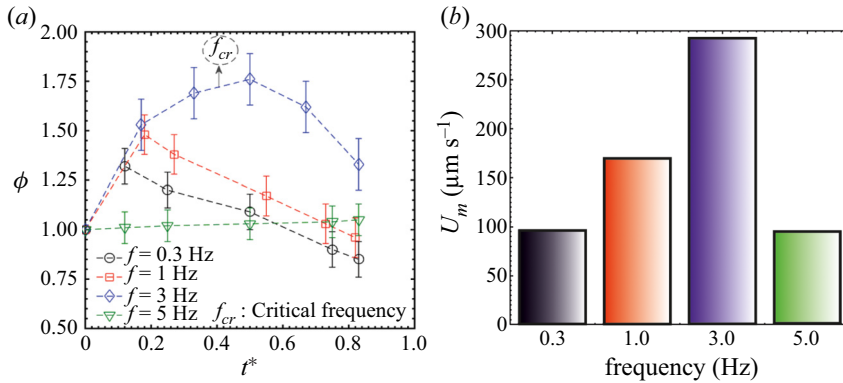 (a)
2.00
1.75
1.50
1.25
1.00
0.75
0.50
ϕ
f_cr
f = 0.3 Hz
f = 1 Hz
f = 3 Hz
f = 5 Hz
f_cr : Critical frequency
0 0.2 0.4 0.6 0.8 1.0
t*
(b)
300
250
200
150
100
50
0
U_m (μm s⁻¹)
0.3 1.0 3.0 5.0
frequency (Hz)